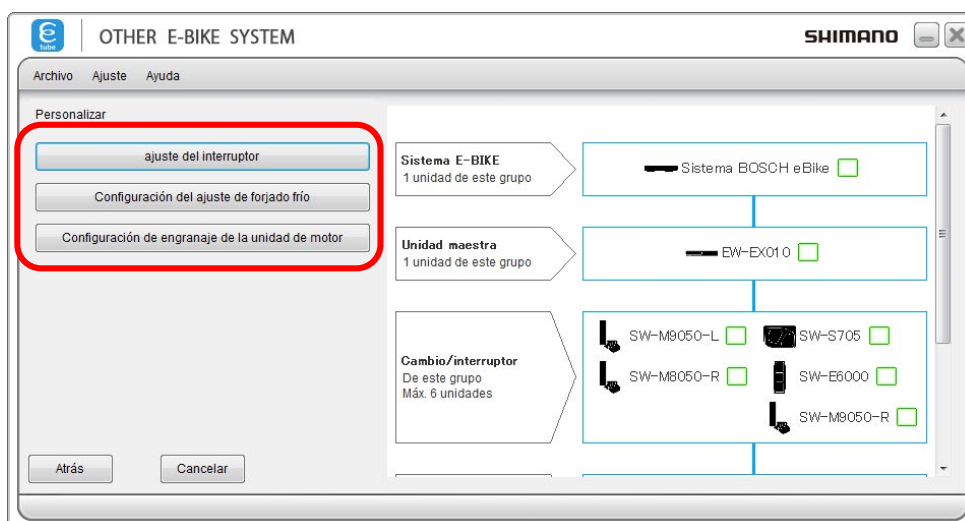 e
tube
OTHER E-BIKE SYSTEM
SHIMANO
Archivo Ajuste Ayuda
Personalizar
ajuste del interruptor
Configuración del ajuste de forjado frío
Configuración de engranaje de la unidad de motor
Atrás
Cancelar
Sistema E-BIKE
1 unidad de este grupo
Sistema BOSCH eBike
Unidad maestra
1 unidad de este grupo
EW-EX010
Cambio/interruptor
De este grupo
Máx. 6 unidades
SW-M9050-L
SW-S705
SW-M8050-R
SW-E6000
SW-M9050-R